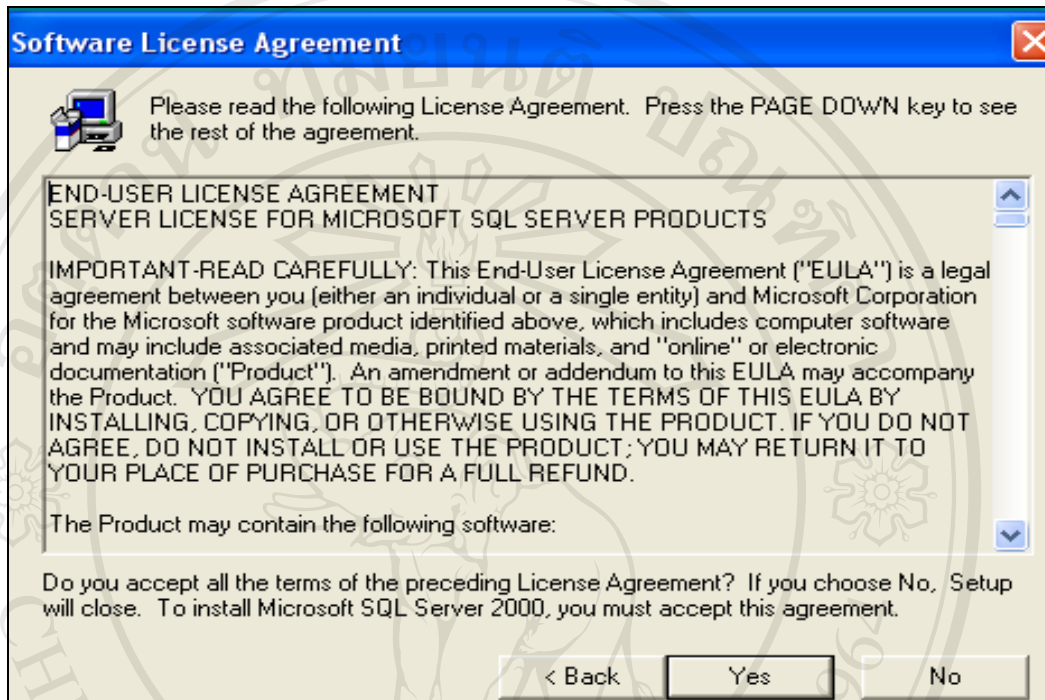 Software License Agreement
Please read the following License Agreement. Press the PAGE DOWN key to see
the rest of the agreement.
END-USER LICENSE AGREEMENT
SERVER LICENSE FOR MICROSOFT SQL SERVER PRODUCTS
IMPORTANT-READ CAREFULLY: This End-User License Agreement ("EULA") is a legal
agreement between you (either an individual or a single entity) and Microsoft Corporation
for the Microsoft software product identified above, which includes computer software
and may include associated media, printed materials, and "online" or electronic
documentation ("Product"). An amendment or addendum to this EULA may accompany
the Product. YOU AGREE TO BE BOUND BY THE TERMS OF THIS EULA BY
INSTALLING, COPYING, OR OTHERWISE USING THE PRODUCT. IF YOU DO NOT
AGREE, DO NOT INSTALL OR USE THE PRODUCT; YOU MAY RETURN IT TO
YOUR PLACE OF PURCHASE FOR A FULL REFUND.
The Product may contain the following software:
Do you accept all the terms of the preceding License Agreement? If you choose No, Setup
will close. To install Microsoft SQL Server 2000, you must accept this agreement.
< Back
Yes
No